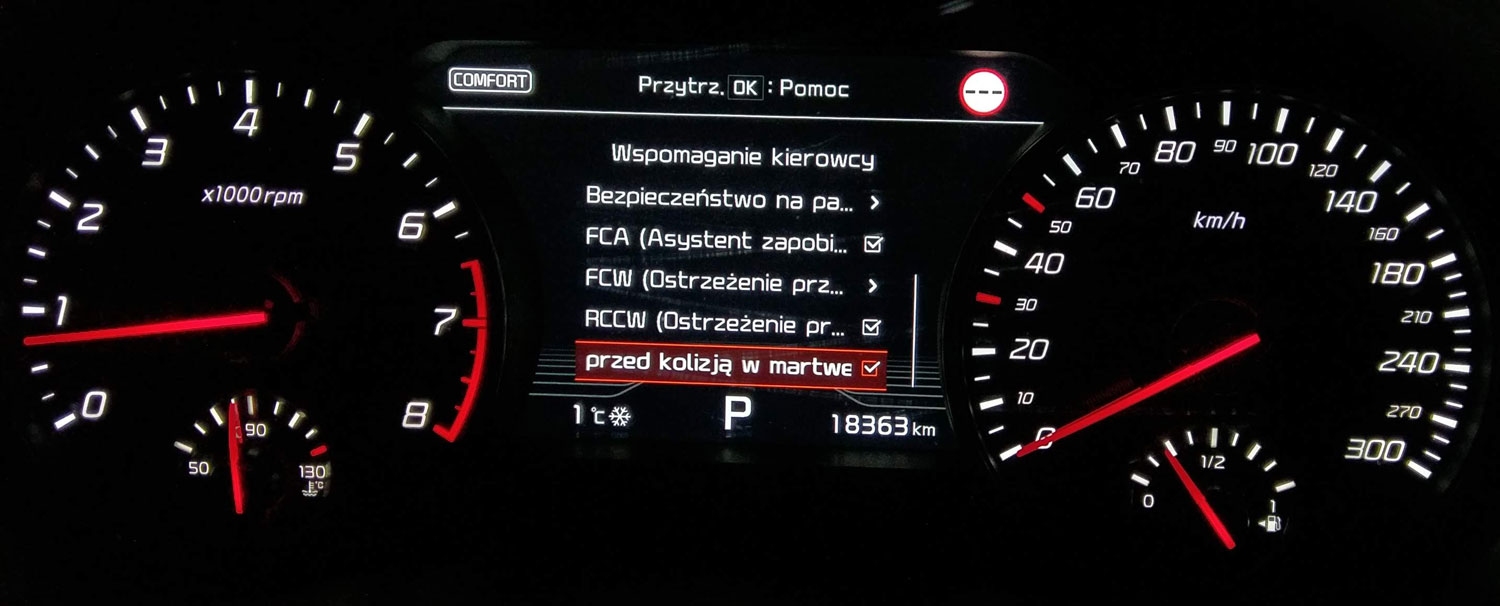 COMFORT
Przytrz. OK : Pomoc
---
Wspomaganie kierowcy
Bezpieczeństwo na pa... >
FCA (Asystent zapobi...
FCW (Ostrzeżenie prz... >
RCCW (Ostrzeżenie pr...
przed kolizją w martwe
1 °C
P
18363 km
0
1
2
3
4
5
6
7
8
x1000 rpm
50
90
130
°C
0
10
20
30
40
50
60
70
80
90
100
120
140
160
180
210
240
270
300
km/h
0
1/2
1